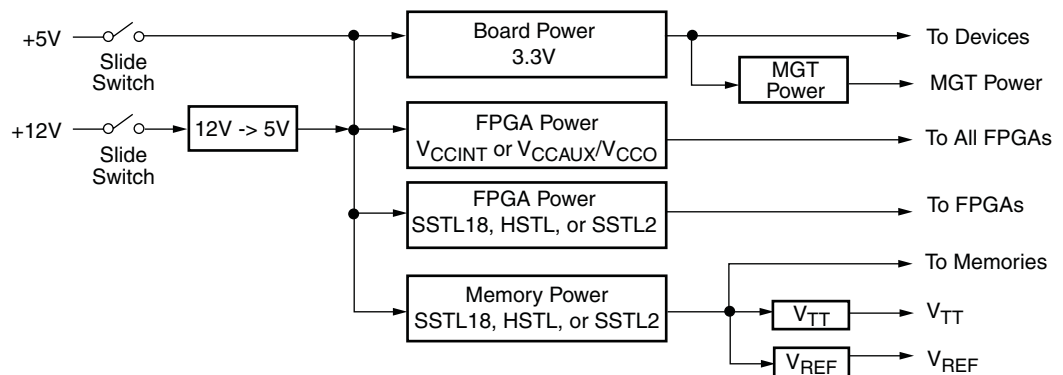 +5V
Slide
Switch
Board Power
3.3V
To Devices
MGT
Power
MGT Power
+12V
Slide
Switch
12V -> 5V
FPGA Power
VCCINT or VCCAUX/VCCO
To All FPGAs
FPGA Power
SSTL18, HSTL, or SSTL2
To FPGAs
Memory Power
SSTL18, HSTL, or SSTL2
To Memories
VTT
VTT
VREF
VREF